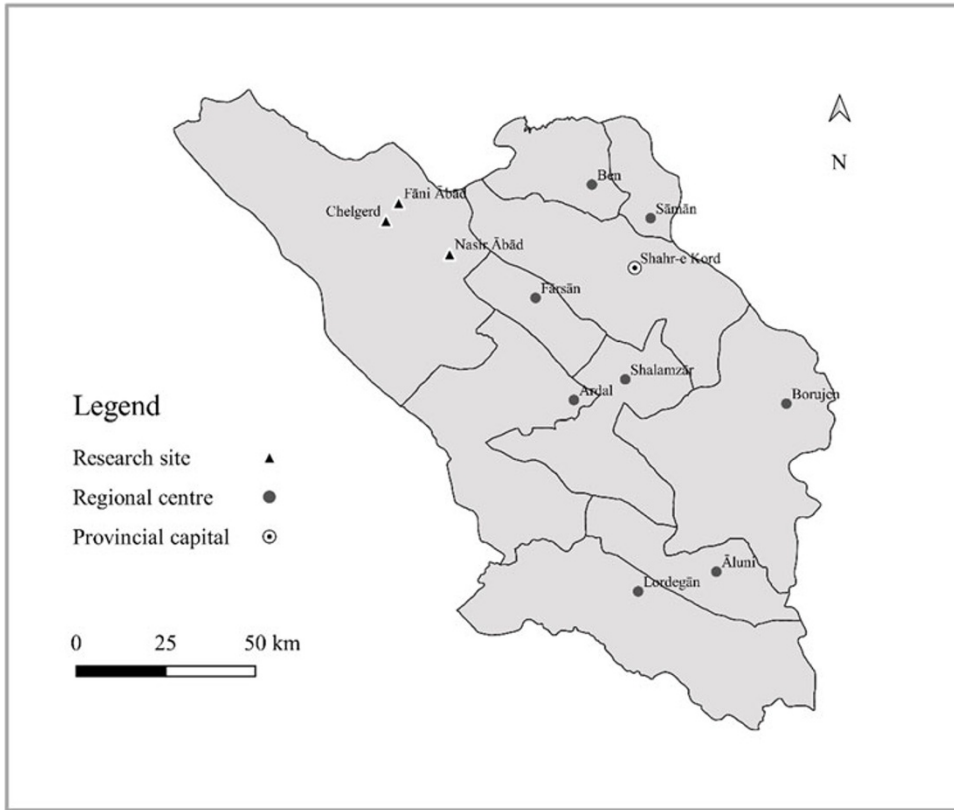 N
Ben
Fāni Ābād
Chelgerd
Sāmān
Nasir Ābād
Shahr-e Kord
Fārsān
Shalamzār
Ardal
Borujen
Āluni
Lordegān
Legend
Research site
Regional centre
Provincial capital
0 25 50 km